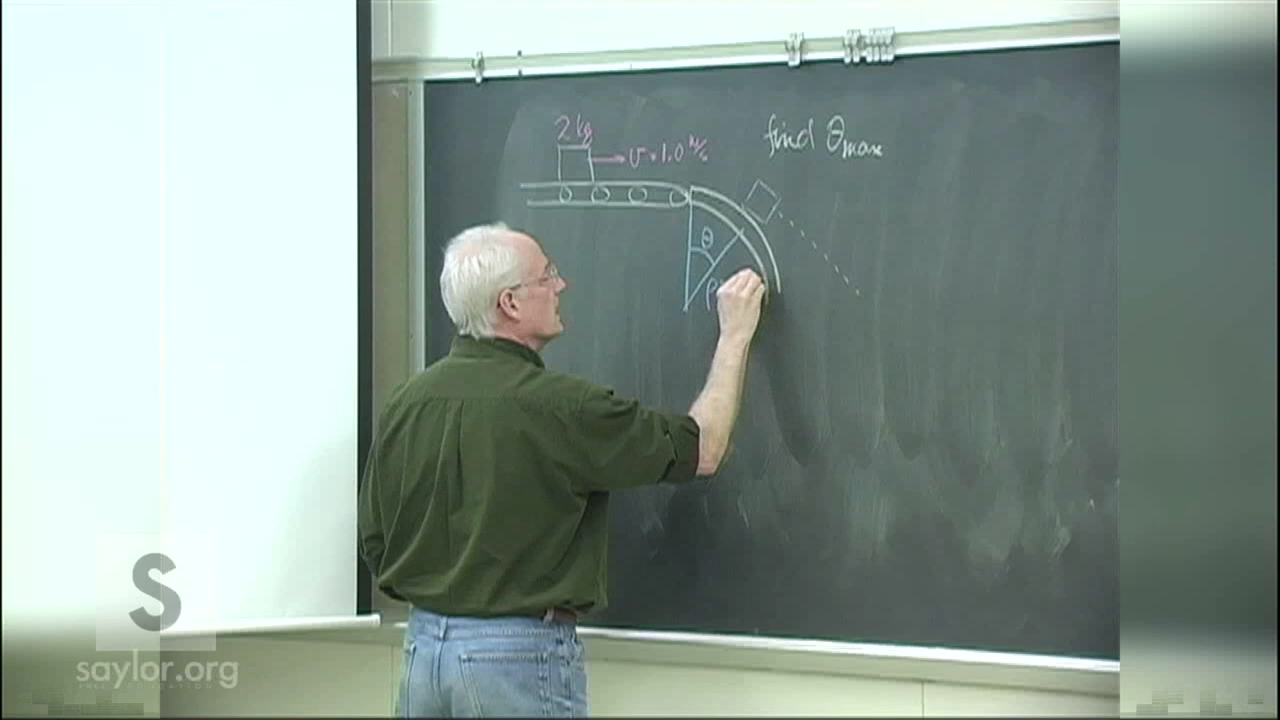 find θmax
2 kg
v = 1.0 m/s
θ
ρ
S
saylor.org